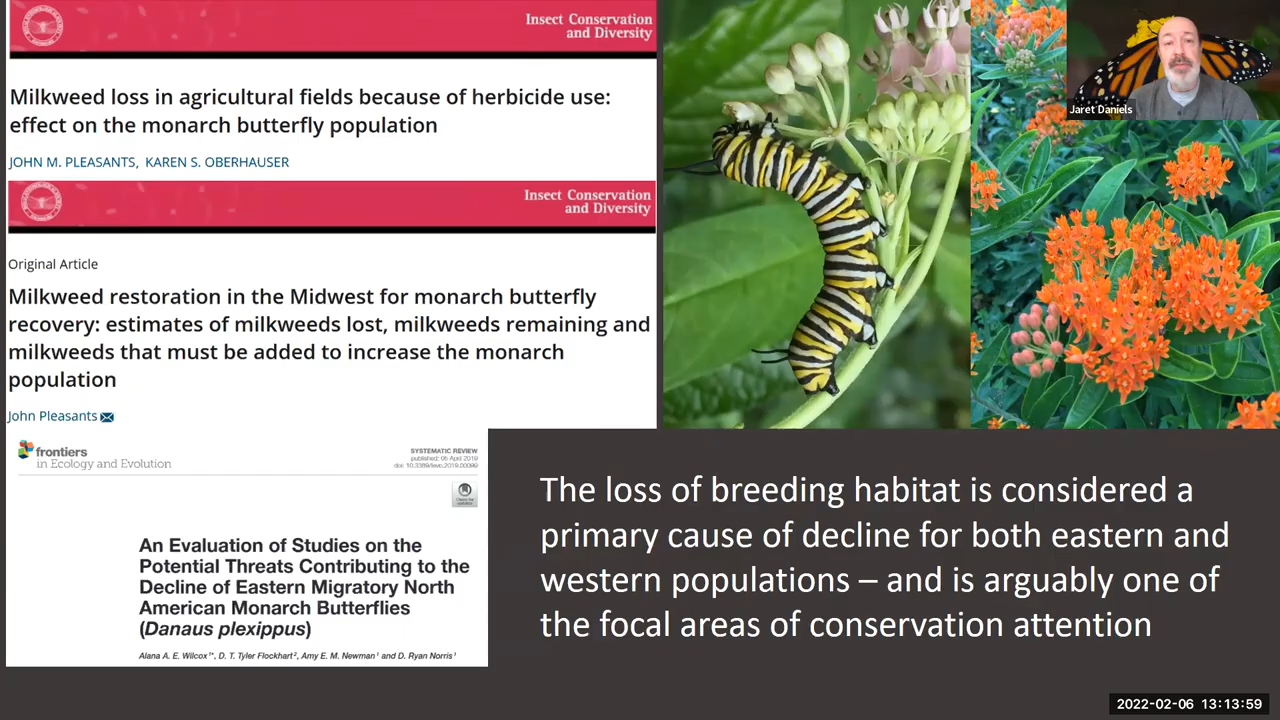 Insect Conservation
and Diversity
Milkweed loss in agricultural fields because of herbicide use:
effect on the monarch butterfly population
JOHN M. PLEASANTS, KAREN S. OBERHAUSER
Insect Conservation
and Diversity
Original Article
Milkweed restoration in the Midwest for monarch butterfly
recovery: estimates of milkweeds lost, milkweeds remaining and
milkweeds that must be added to increase the monarch
population
John Pleasants
frontiers
in Ecology and Evolution
SYSTEMATIC REVIEW
published: 05 April 2019
doi: 10.3389/fevo.2019.00099
An Evaluation of Studies on the
Potential Threats Contributing to the
Decline of Eastern Migratory North
American Monarch Butterflies
(Danaus plexippus)
Alana A. E. Wilcox¹*, D. T. Tyler Flockhart², Amy E. M. Newman¹ and D. Ryan Norris¹
Jaret Daniels
The loss of breeding habitat is considered a
primary cause of decline for both eastern and
western populations – and is arguably one of
the focal areas of conservation attention
2022-02-06 13:13:59